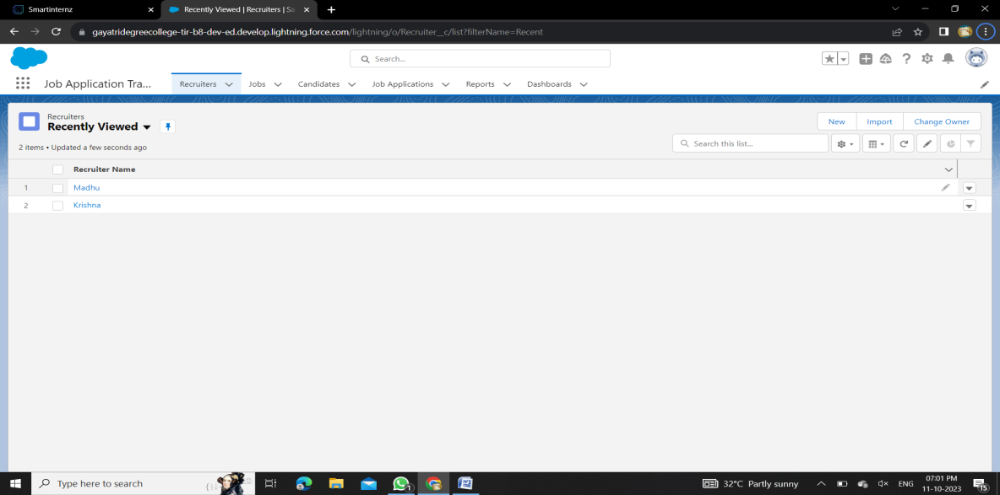 Smartinternz
Recently Viewed | Recruiters | Sa
gayatridegreecollege-tir-b8-dev-ed.develop.lightning.force.com/lightning/o/Recruiter__c/list?filterName=Recent
Search...
Job Application Tra...
Recruiters
Jobs
Candidates
Job Applications
Reports
Dashboards
Recruiters
Recently Viewed
New
Import
Change Owner
2 items • Updated a few seconds ago
Search this list...
Recruiter Name
1 Madhu
2 Krishna
Type here to search
1
32°C Partly sunny
ENG
07:01 PM
11-10-2023
15